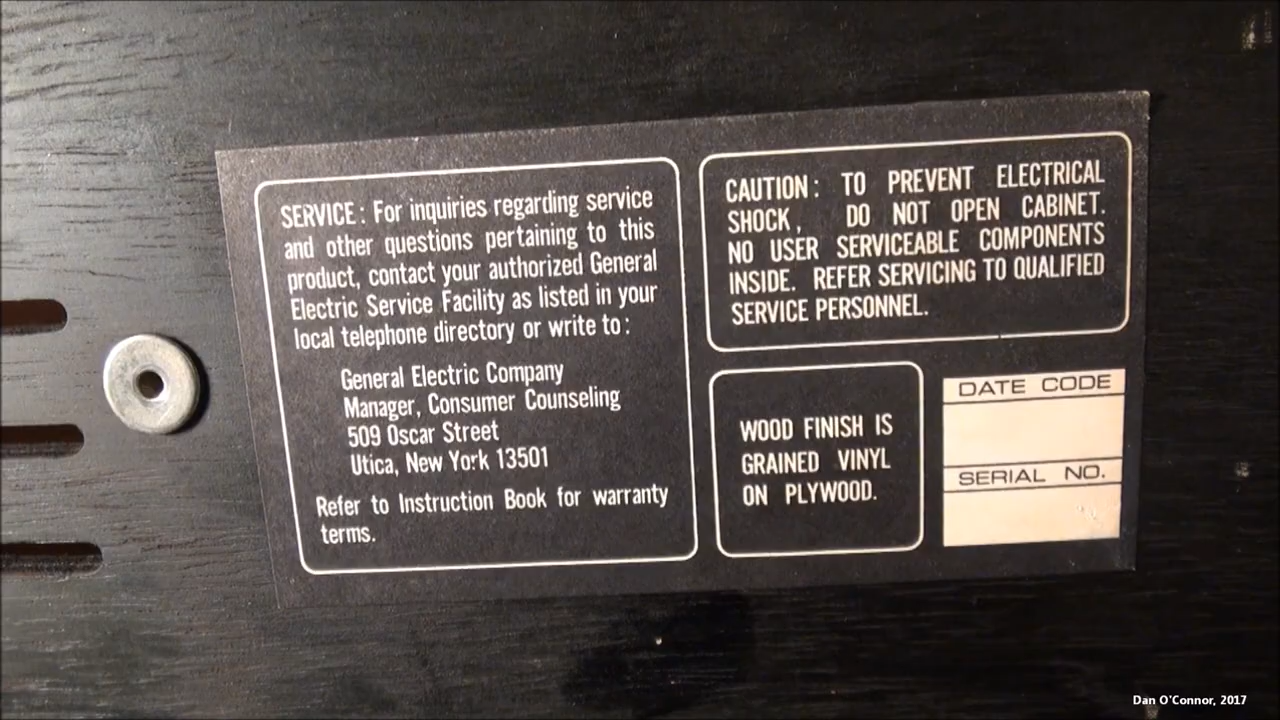 SERVICE: For inquiries regarding service
and other questions pertaining to this
product, contact your authorized General
Electric Service Facility as listed in your
local telephone directory or write to:
General Electric Company
Manager, Consumer Counseling
509 Oscar Street
Utica, New York 13501
Refer to Instruction Book for warranty
terms.
CAUTION: TO PREVENT ELECTRICAL
SHOCK, DO NOT OPEN CABINET.
NO USER SERVICEABLE COMPONENTS
INSIDE. REFER SERVICING TO QUALIFIED
SERVICE PERSONNEL.
WOOD FINISH IS
GRAINED VINYL
ON PLYWOOD.
DATE CODE
SERIAL NO.
Dan O'Connor, 2017